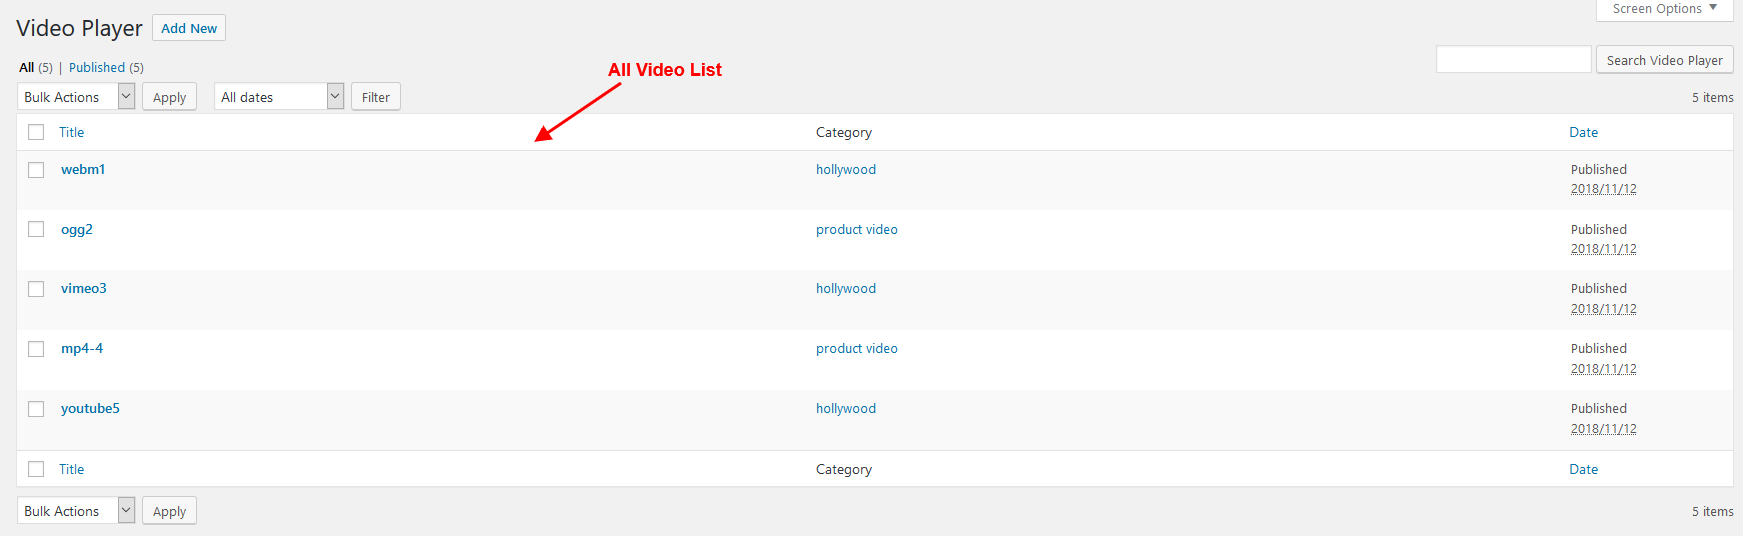 Screen Options
Video Player Add New
All (5) | Published (5)
All Video List
Search Video Player
Bulk Actions Apply All dates Filter 5 items
Title Category Date
webm1 hollywood Published
2018/11/12
ogg2 product video Published
2018/11/12
vimeo3 hollywood Published
2018/11/12
mp4-4 product video Published
2018/11/12
youtube5 hollywood Published
2018/11/12
Title Category Date
Bulk Actions Apply 5 items